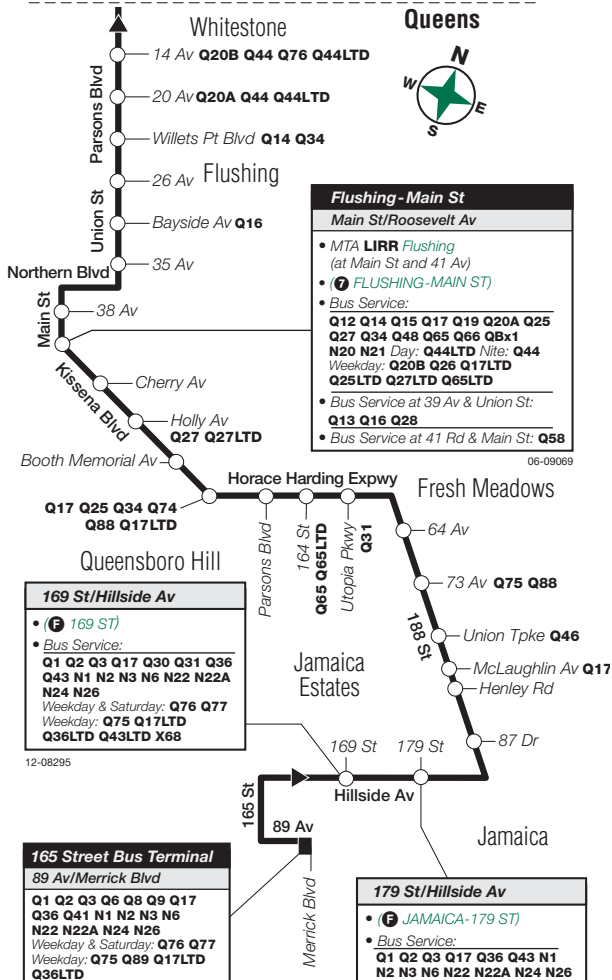 Queens
N
W
E
S
Whitestone
14 Av Q20B Q44 Q76 Q44LTD
Parsons Blvd
20 Av Q20A Q44 Q44LTD
Willets Pt Blvd Q14 Q34
Flushing
26 Av
Union St
Bayside Av Q16
35 Av
Northern Blvd
Main St
38 Av
Flushing-Main St
Main St/Roosevelt Av
• MTA LIRR Flushing
(at Main St and 41 Av)
• (7 FLUSHING-MAIN ST)
• Bus Service:
Q12 Q14 Q15 Q17 Q19 Q20A Q25
Q27 Q34 Q48 Q65 Q66 QBx1
N20 N21 Day: Q44LTD Nite: Q44
Weekday: Q20B Q26 Q17LTD
Q25LTD Q27LTD Q65LTD
• Bus Service at 39 Av & Union St:
Q13 Q16 Q28
• Bus Service at 41 Rd & Main St: Q58
06-09069
Kissena Blvd
Cherry Av
Holly Av
Q27 Q27LTD
Booth Memorial Av
Q17 Q25 Q34 Q74
Q88 Q17LTD
Horace Harding Expwy
Fresh Meadows
Parsons Blvd
164 St
Q65 Q65LTD
Utopia Pkwy
Q31
64 Av
73 Av Q75 Q88
188 St
Union Tpke Q46
McLaughlin Av Q17
Henley Rd
87 Dr
Queensboro Hill
169 St/Hillside Av
• (F 169 ST)
• Bus Service:
Q1 Q2 Q3 Q17 Q30 Q31 Q36
Q43 N1 N2 N3 N6 N22 N22A
N24 N26
Weekday & Saturday: Q76 Q77
Weekday: Q75 Q17LTD
Q36LTD Q43LTD X68
12-08295
Jamaica
Estates
169 St
179 St
Hillside Av
165 St
89 Av
Merrick Blvd
Jamaica
165 Street Bus Terminal
89 Av/Merrick Blvd
Q1 Q2 Q3 Q6 Q8 Q9 Q17
Q36 Q41 N1 N2 N3 N6
N22 N22A N24 N26
Weekday & Saturday: Q76 Q77
Weekday: Q75 Q89 Q17LTD
Q36LTD
179 St/Hillside Av
• (F JAMAICA-179 ST)
• Bus Service:
Q1 Q2 Q3 Q17 Q36 Q43 N1
N2 N3 N6 N22 N22A N24 N26